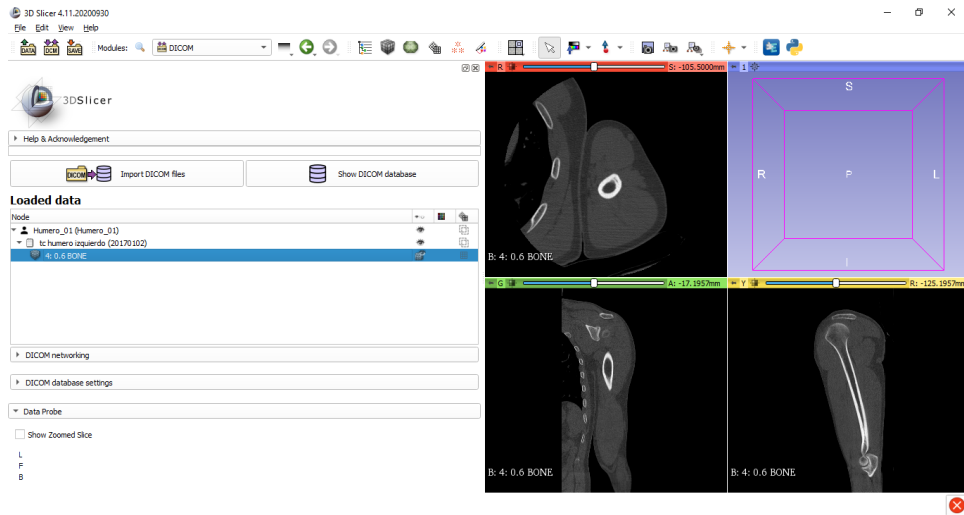 3D Slicer 4.11.20200930
File Edit View Help
DATA DCM SAVE Modules: DICOM
R S: -105.5000mm 1
3DSlicer
Help & Acknowledgement
DICOM Import DICOM files Show DICOM database
Loaded data
Node
Humero_01 (Humero_01)
tc humero izquierdo (20170102)
4: 0.6 BONE
DICOM networking
DICOM database settings
Data Probe
Show Zoomed Slice
L
F
B
B: 4: 0.6 BONE
S
R P L
I
G A: -17.1957mm Y R: -125.1957mm
B: 4: 0.6 BONE
B: 4: 0.6 BONE